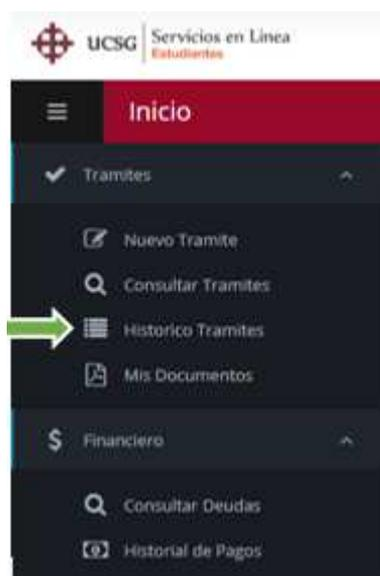 UCSG Servicios en Linea
Estudiantes
Inicio
Tramites
Nuevo Tramite
Consultar Tramites
Historico Tramites
Mis Documentos
Financiero
Consultar Deudas
Historial de Pagos